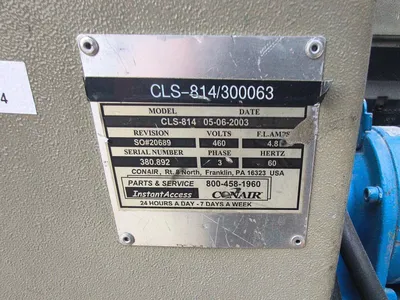 CLS-814/300063
MODEL DATE
CLS-814 05-06-2003
REVISION VOLTS F.L.AMPS
SO#20689 460 4.8
SERIAL NUMBER PHASE HERTZ
380.892 3 60
CONAIR, Rt. 8 North, Franklin, PA 16323 USA
PARTS & SERVICE 800-458-1960
InstantAccess CONAIR
24 HOURS A DAY - 7 DAYS A WEEK
4